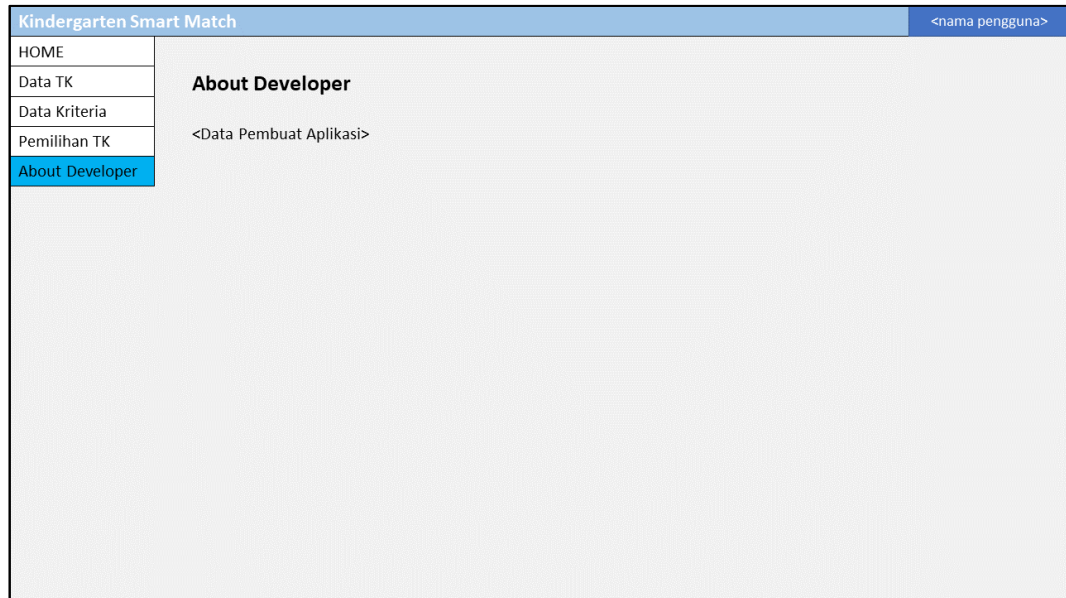 Kindergarten Smart Match
<nama pengguna>
HOME
Data TK
Data Kriteria
Pemilihan TK
About Developer
About Developer
<Data Pembuat Aplikasi>